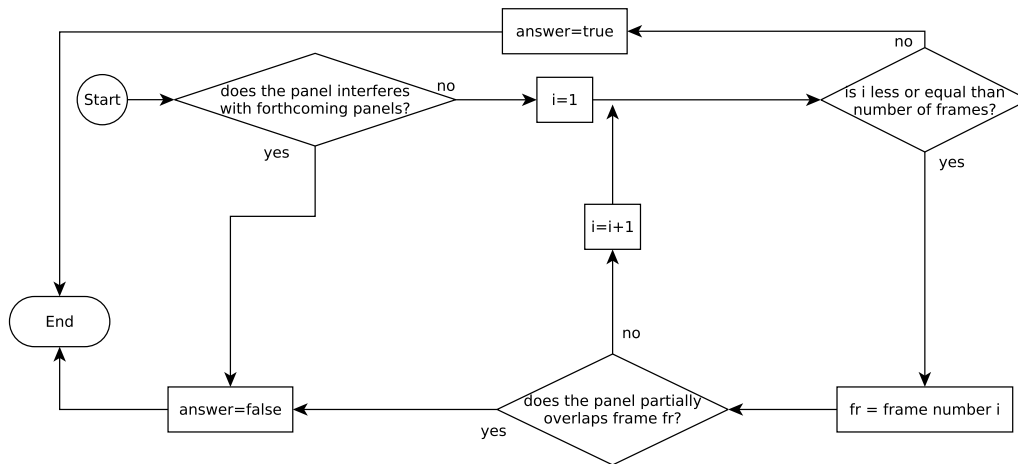 answer=true
no
Start
does the panel interferes
with forthcoming panels?
no
i=1
is i less or equal than
number of frames?
yes
yes
i=i+1
End
no
answer=false
does the panel partially
overlaps frame fr?
fr = frame number i
yes